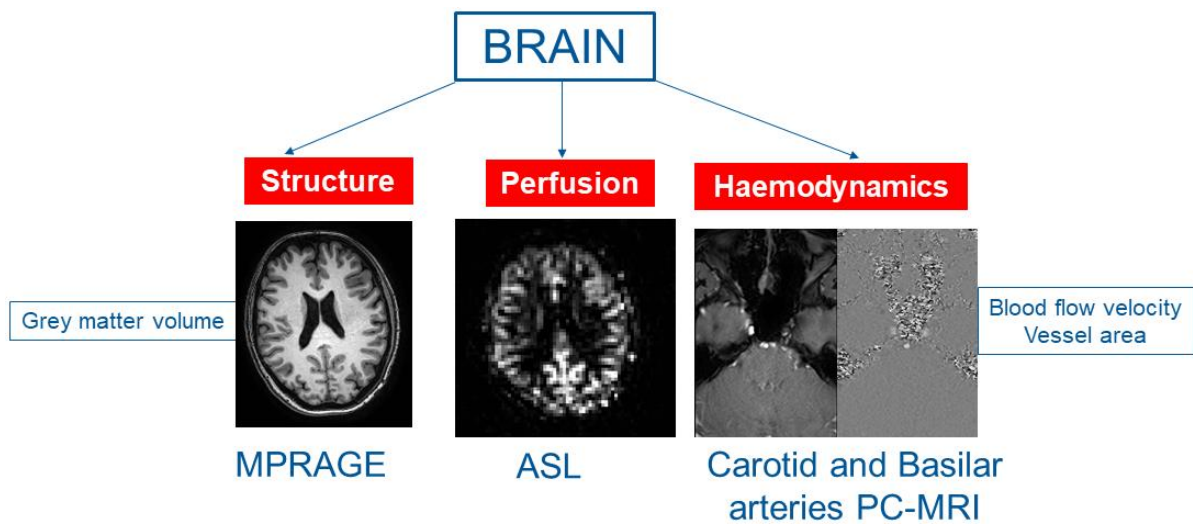 BRAIN
Structure
Perfusion
Haemodynamics
Grey matter volume
Blood flow velocity
Vessel area
MPRAGE
ASL
Carotid and Basilar
arteries PC-MRI